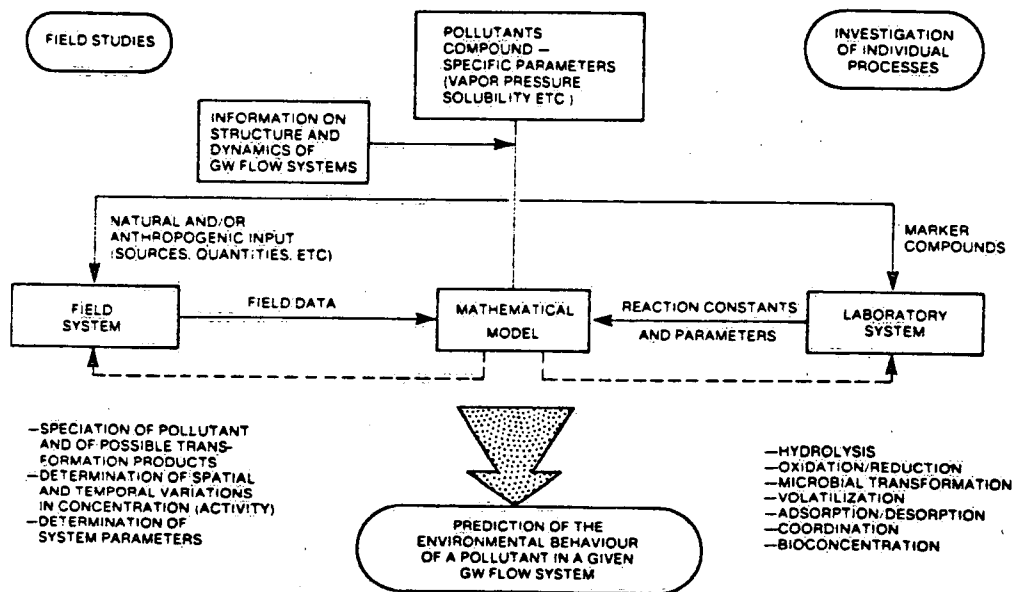 FIELD STUDIES
POLLUTANTS
COMPOUND —
SPECIFIC PARAMETERS
(VAPOR PRESSURE
SOLUBILITY ETC )
INVESTIGATION
OF INDIVIDUAL
PROCESSES
INFORMATION ON
STRUCTURE AND
DYNAMICS OF
GW FLOW SYSTEMS
NATURAL AND/OR
ANTHROPOGENIC INPUT
(SOURCES. QUANTITIES. ETC)
MARKER
COMPOUNDS
FIELD
SYSTEM
FIELD DATA
MATHEMATICAL
MODEL
REACTION CONSTANTS
AND PARAMETERS
LABORATORY
SYSTEM
—SPECIATION OF POLLUTANT
AND OF POSSIBLE TRANS-
FORMATION PRODUCTS
—DETERMINATION OF SPATIAL
AND TEMPORAL VARIATIONS
IN CONCENTRATION (ACTIVITY)
—DETERMINATION OF
SYSTEM PARAMETERS
—HYDROLYSIS
—OXIDATION/REDUCTION
—MICROBIAL TRANSFORMATION
—VOLATILIZATION
—ADSORPTION/DESORPTION
—COORDINATION
—BIOCONCENTRATION
PREDICTION OF THE
ENVIRONMENTAL BEHAVIOUR
OF A POLLUTANT IN A GIVEN
GW FLOW SYSTEM